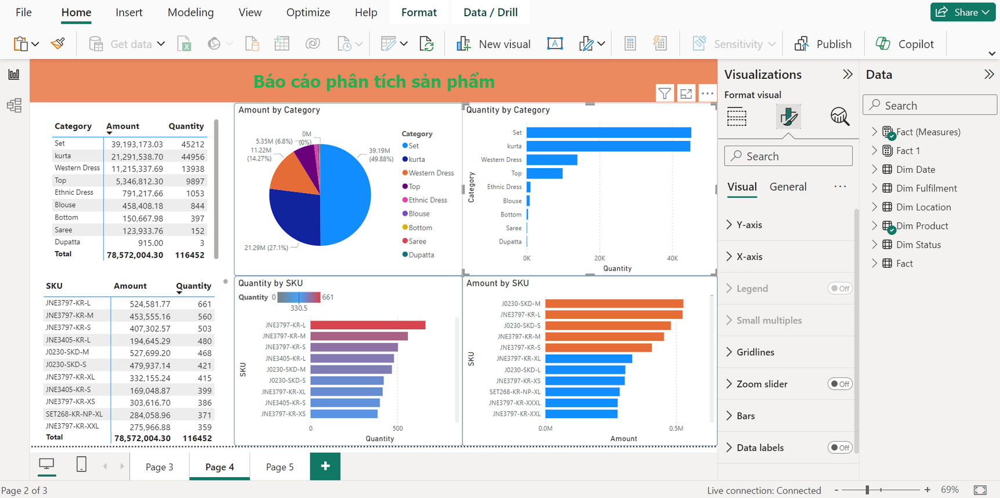 File Home Insert Modeling View Optimize Help Format Data / Drill Share
Get data New visual Sensitivity Publish Copilot
Báo cáo phân tích sản phẩm
Category Amount Quantity
Set 39,193,173.03 45212
kurta 21,291,538.70 44956
Western Dress 11,215,337.69 13938
Top 5,346,812.30 9897
Ethnic Dress 791,217.66 1053
Blouse 458,408.18 844
Bottom 150,667.98 397
Saree 123,933.76 152
Dupatta 915.00 3
Total 78,572,004.30 116452
Amount by Category
0M
(0%)
5.35M (6.8%)
11.22M
(14.27%)
39.19M
(49.88%)
21.29M (27.1%)
Category
Set
kurta
Western Dress
Top
Ethnic Dress
Blouse
Bottom
Saree
Dupatta
Quantity by Category
Category
Set
kurta
Western Dress
Top
Ethnic Dress
Blouse
Bottom
Saree
Dupatta
0K 20K 40K
Quantity
SKU Amount Quantity
JNE3797-KR-L 524,581.77 661
JNE3797-KR-M 453,555.16 560
JNE3797-KR-S 407,302.57 503
JNE3405-KR-L 194,645.29 480
J0230-SKD-M 527,699.20 468
J0230-SKD-S 479,937.14 421
JNE3797-KR-XL 332,155.24 415
JNE3405-KR-S 169,048.87 399
JNE3797-KR-XS 303,616.70 386
SET268-KR-NP-XL 284,058.96 371
JNE3797-KR-XXL 275,966.88 359
Total 78,572,004.30 116452
Quantity by SKU
Quantity 0 661
330.5
SKU
JNE3797-KR-L
JNE3797-KR-M
JNE3797-KR-S
JNE3405-KR-L
J0230-SKD-M
J0230-SKD-S
JNE3797-KR-XL
JNE3405-KR-S
JNE3797-KR-XS
0 500
Quantity
Amount by SKU
SKU
J0230-SKD-M
JNE3797-KR-L
J0230-SKD-S
JNE3797-KR-M
JNE3797-KR-S
JNE3797-KR-XL
J0230-SKD-L
JNE3797-KR-XS
SET268-KR-NP-XL
JNE3797-KR-XXXL
JNE3797-KR-XXL
0.0M 0.5M
Amount
Visualizations
Format visual
Search
Visual General
Y-axis
X-axis
Legend Off
Small multiples
Gridlines
Zoom slider Off
Bars
Data labels Off
Data
Search
Fact (Measures)
Fact 1
Dim Date
Dim Fulfilment
Dim Location
Dim Product
Dim Status
Fact
Page 3 Page 4 Page 5
Page 2 of 3 Live connection: Connected - + 69%